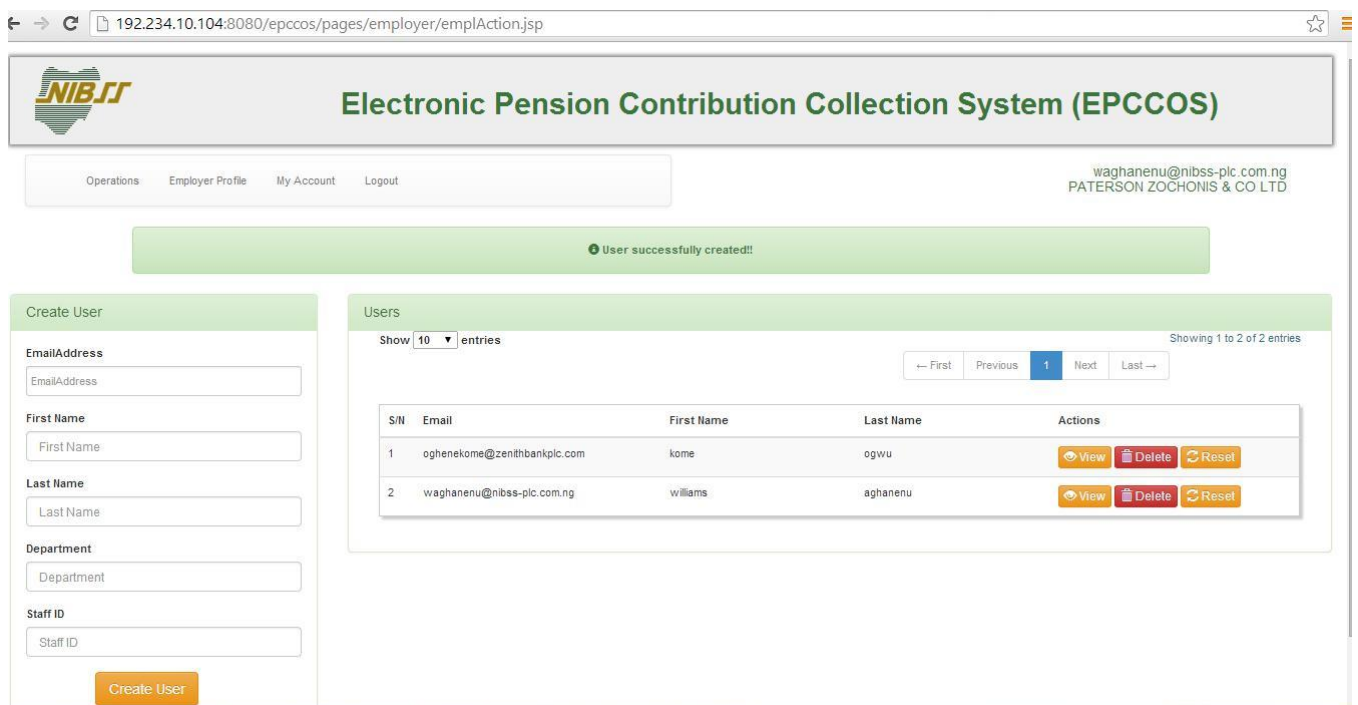 192.234.10.104:8080/epccos/pages/employer/emplAction.jsp
NIBSS
Electronic Pension Contribution Collection System (EPCCOS)
Operations Employer Profile My Account Logout
waghanenu@nibss-plc.com.ng
PATERSON ZOCHONIS & CO LTD
User successfully created!!
Create User
EmailAddress
EmailAddress
First Name
First Name
Last Name
Last Name
Department
Department
Staff ID
Staff ID
Create User
Users
Show 10 entries
Showing 1 to 2 of 2 entries
← First Previous 1 Next Last →
S/N Email First Name Last Name Actions
1 oghenekome@zenithbankplc.com kome ogwu View Delete Reset
2 waghanenu@nibss-plc.com.ng williams aghanenu View Delete Reset